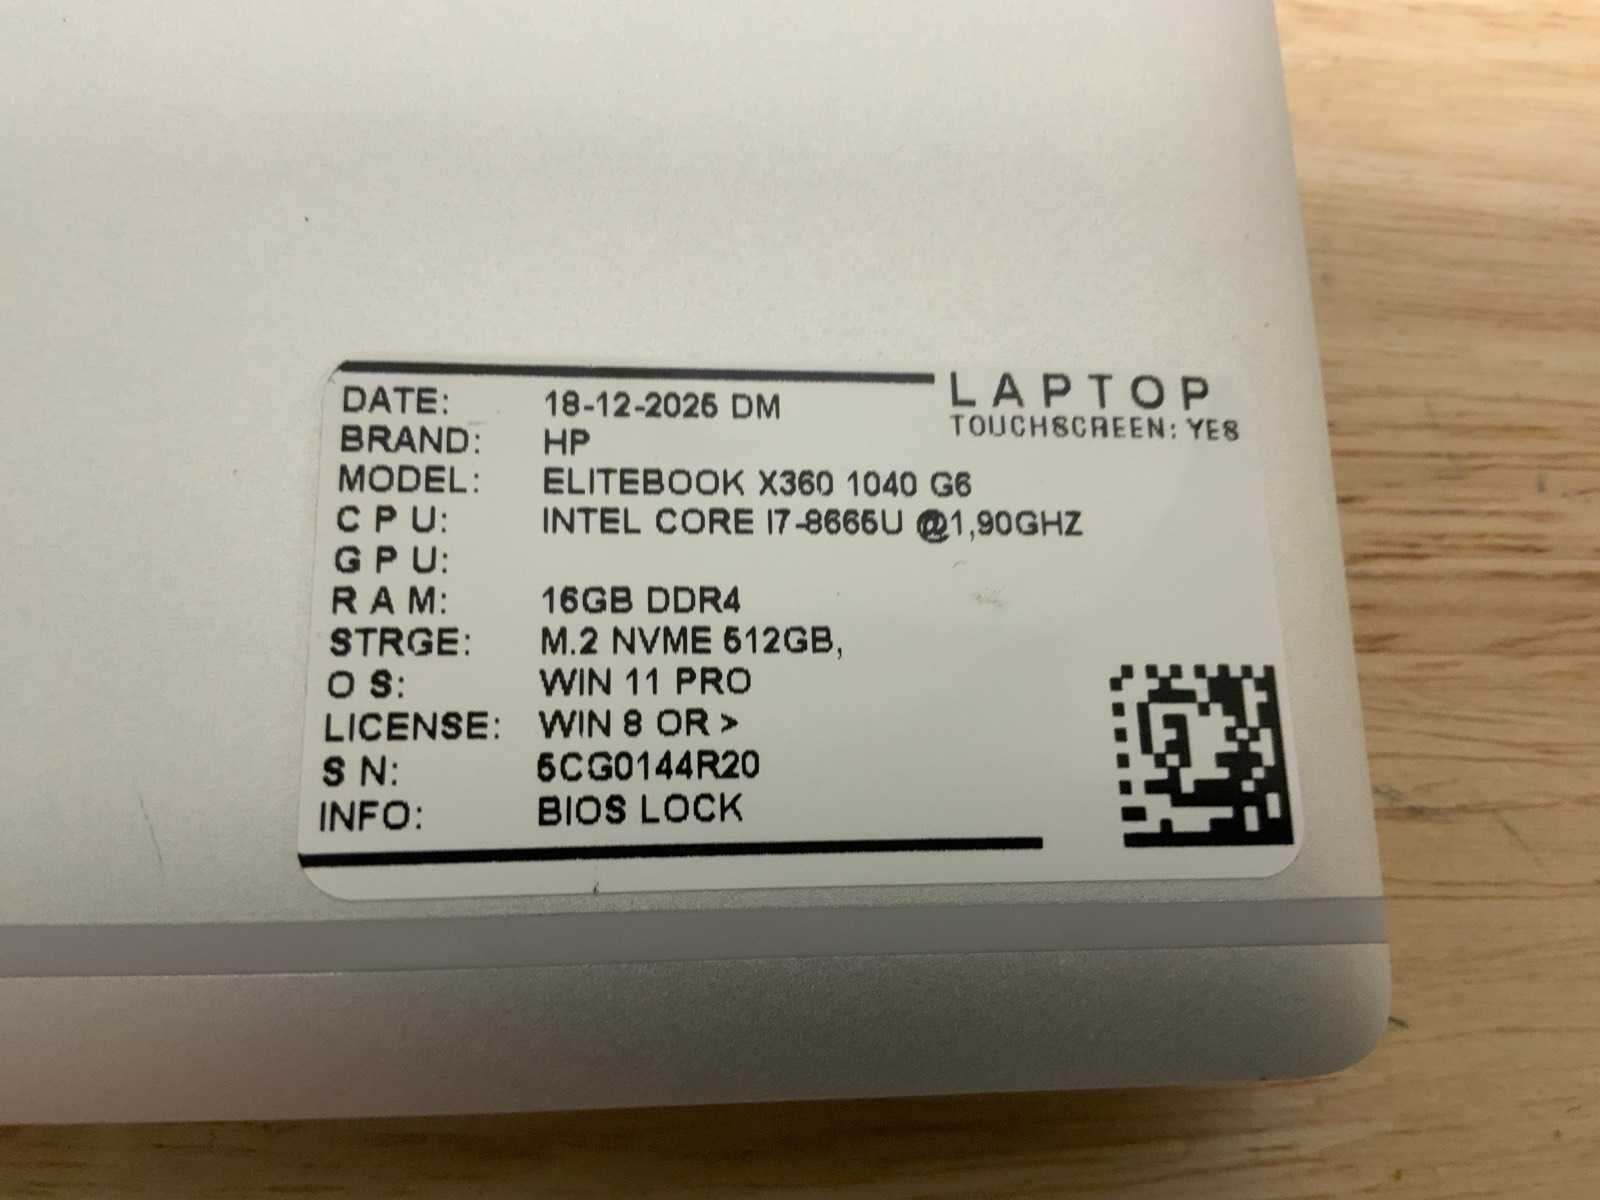 LAPTOP
TOUCHSCREEN: YES
DATE: 18-12-2025 DM
BRAND: HP
MODEL: ELITEBOOK X360 1040 G6
CPU: INTEL CORE I7-8665U @1,90GHZ
GPU:
RAM: 16GB DDR4
STRGE: M.2 NVME 512GB,
OS: WIN 11 PRO
LICENSE: WIN 8 OR >
SN: 5CG0144R20
INFO: BIOS LOCK